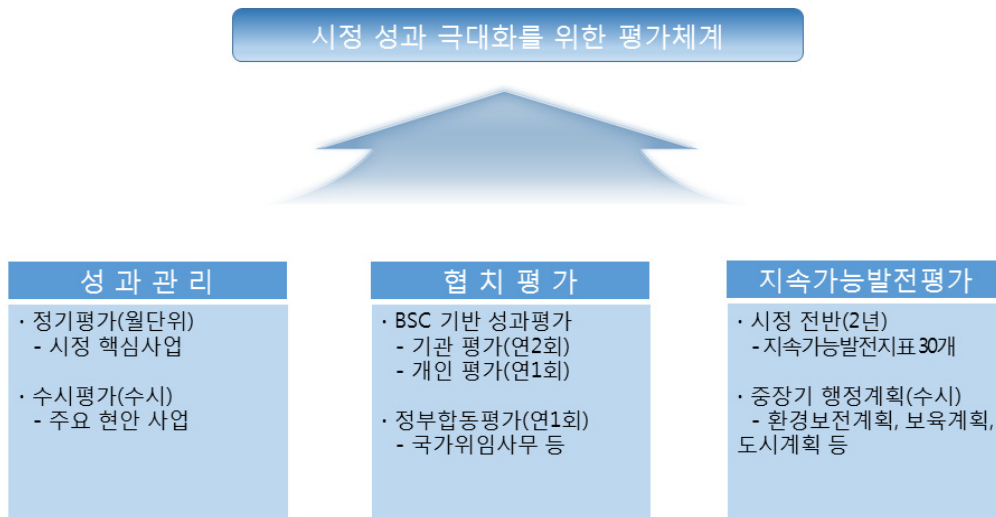 시정 성과 극대화를 위한 평가체계
성 과 관 리
· 정기평가(월단위)
- 시정 핵심사업
· 수시평가(수시)
- 주요 현안 사업
협 치 평 가
· BSC 기반 성과평가
- 기관 평가(연2회)
- 개인 평가(연1회)
· 정부합동평가(연1회)
- 국가위임사무 등
지속가능발전평가
· 시정 전반(2년)
- 지속가능발전지표 30개
· 중장기 행정계획(수시)
- 환경보전계획, 보육계획,
도시계획 등